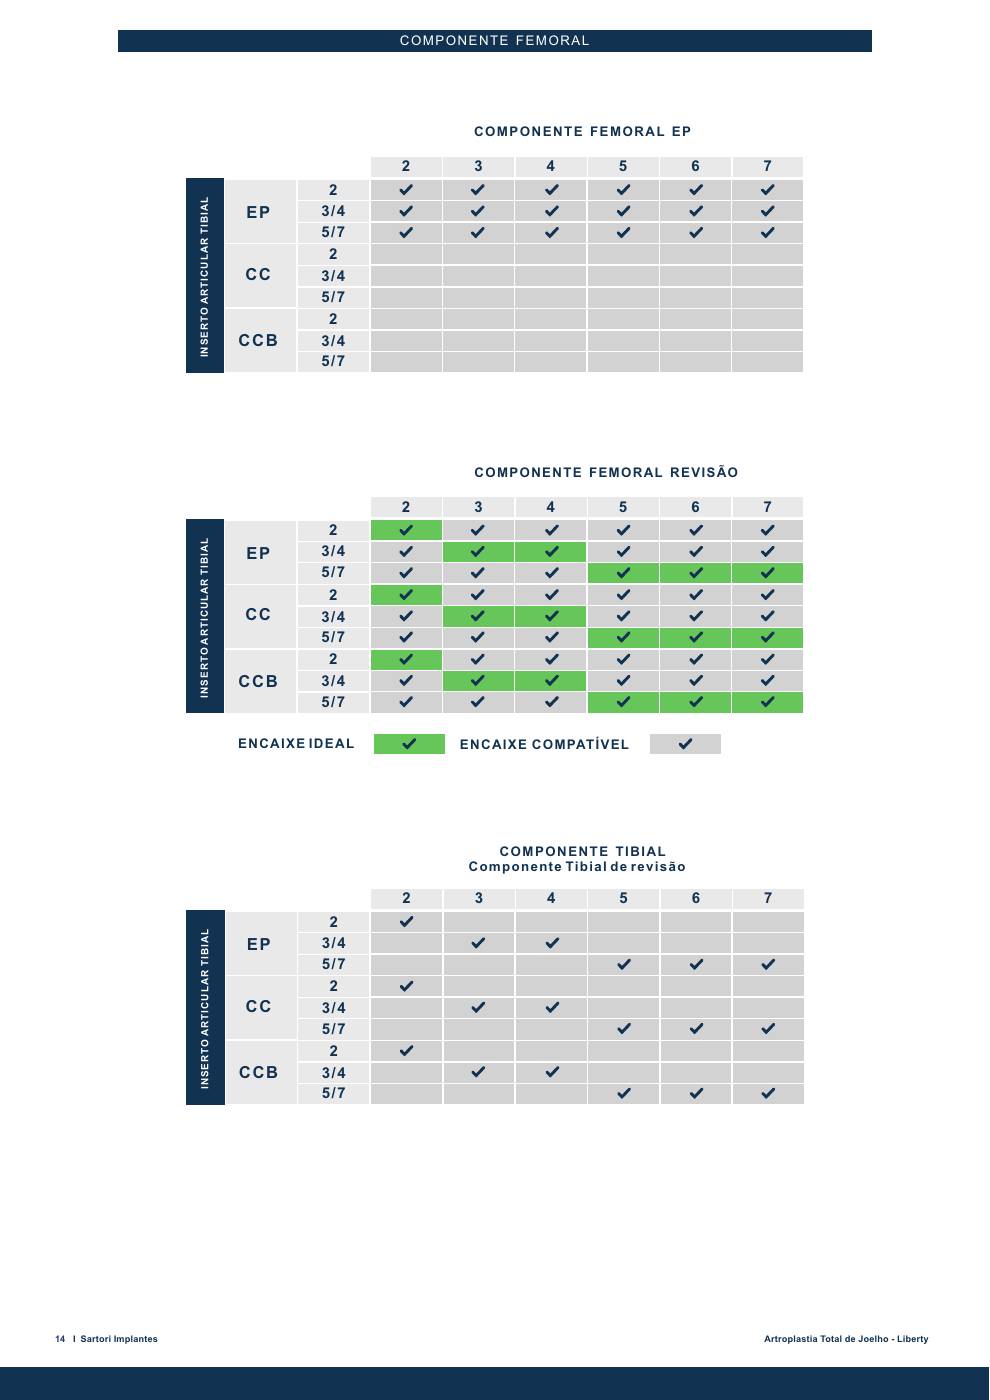 COMPONENTE FEMORAL
COMPONENTE FEMORAL EP
2 3 4 5 6 7
INSERTO ARTICULAR TIBIAL
EP
2 ✓ ✓ ✓ ✓ ✓ ✓
3/4 ✓ ✓ ✓ ✓ ✓ ✓
5/7 ✓ ✓ ✓ ✓ ✓ ✓
CC
2
3/4
5/7
CCB
2
3/4
5/7
COMPONENTE FEMORAL REVISÃO
2 3 4 5 6 7
INSERTO ARTICULAR TIBIAL
EP
2 ✓ ✓ ✓ ✓ ✓ ✓
3/4 ✓ ✓ ✓ ✓ ✓ ✓
5/7 ✓ ✓ ✓ ✓ ✓ ✓
CC
2 ✓ ✓ ✓ ✓ ✓ ✓
3/4 ✓ ✓ ✓ ✓ ✓ ✓
5/7 ✓ ✓ ✓ ✓ ✓ ✓
CCB
2 ✓ ✓ ✓ ✓ ✓ ✓
3/4 ✓ ✓ ✓ ✓ ✓ ✓
5/7 ✓ ✓ ✓ ✓ ✓ ✓
ENCAIXE IDEAL ✓ ENCAIXE COMPATÍVEL ✓
COMPONENTE TIBIAL
Componente Tibial de revisão
2 3 4 5 6 7
INSERTO ARTICULAR TIBIAL
EP
2 ✓
3/4 ✓ ✓
5/7 ✓ ✓ ✓
CC
2 ✓
3/4 ✓ ✓
5/7 ✓ ✓ ✓
CCB
2 ✓
3/4 ✓ ✓
5/7 ✓ ✓ ✓
14 I Sartori Implantes
Artroplastia Total de Joelho - Liberty